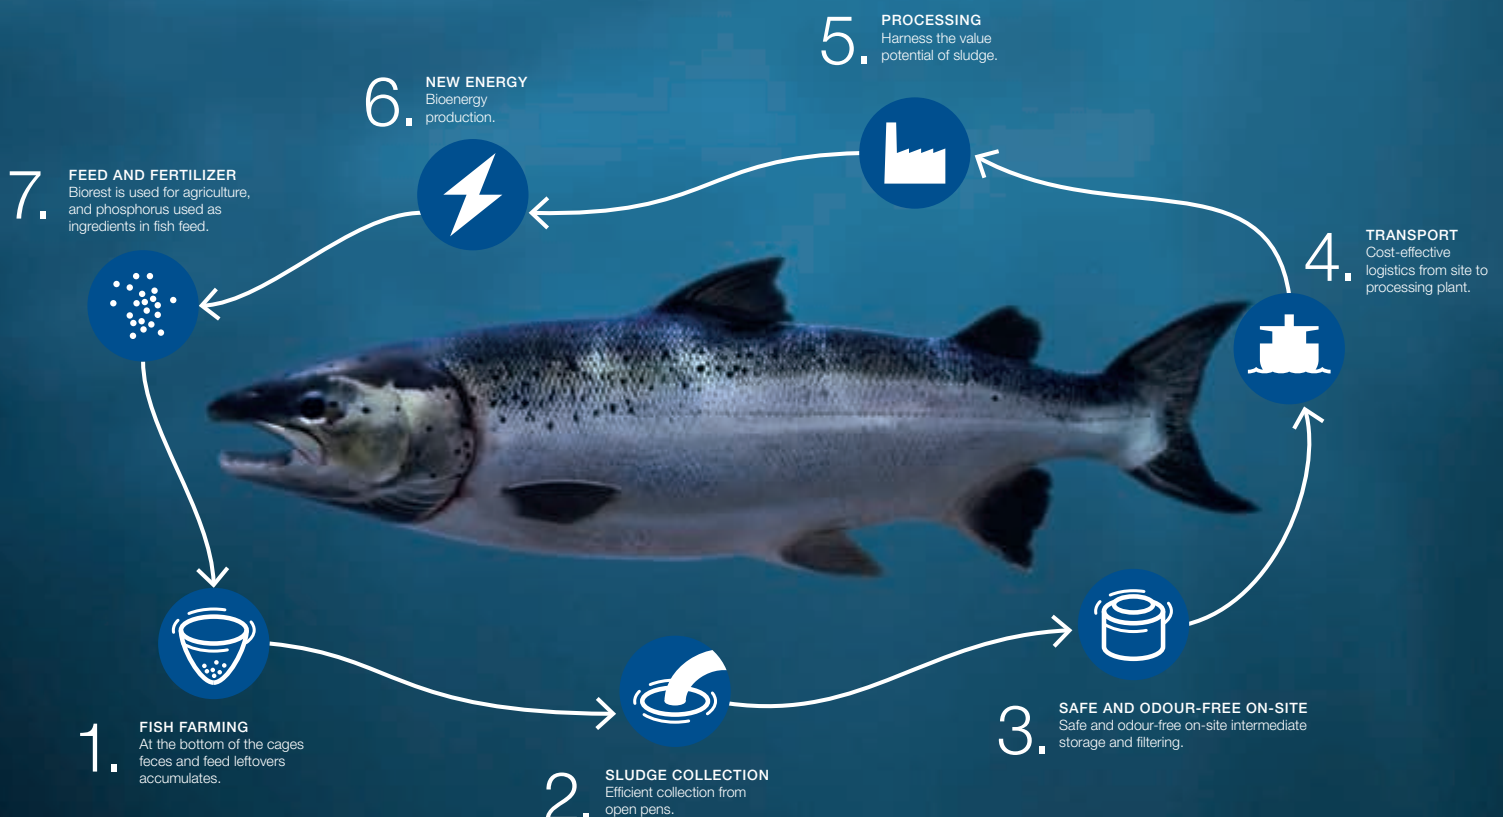 5.
PROCESSING
Harness the value
potential of sludge.
6.
NEW ENERGY
Bioenergy
production.
7.
FEED AND FERTILIZER
Biorest is used for agriculture,
and phosphorus used as
ingredients in fish feed.
4.
TRANSPORT
Cost-effective
logistics from site to
processing plant.
1.
FISH FARMING
At the bottom of the cages
feces and feed leftovers
accumulates.
2.
SLUDGE COLLECTION
Efficient collection from
open pens.
3.
SAFE AND ODOUR-FREE ON-SITE
Safe and odour-free on-site intermediate
storage and filtering.